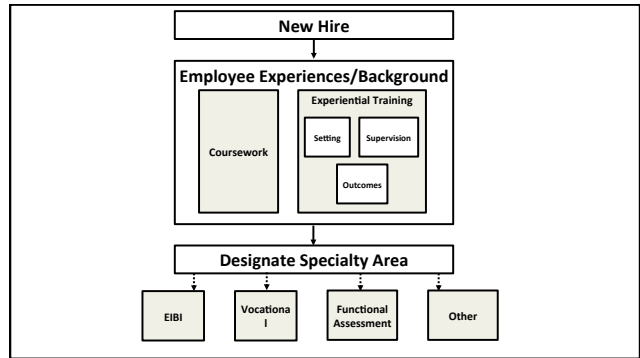 New Hire
Employee Experiences/Background
Coursework
Experiential Training
Setting
Supervision
Outcomes
Designate Specialty Area
EIBI
Vocationa
l
Functional
Assessment
Other